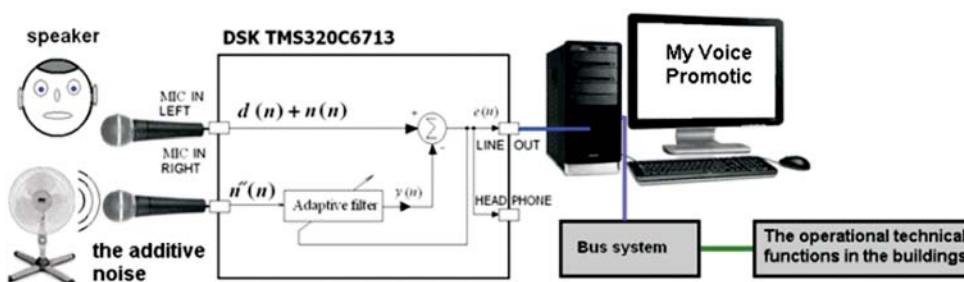 speaker
DSK TMS320C6713
MIC IN
LEFT
d (n) + n(n)
+
Σ
-
e(n)
LINE OUT
MIC IN
RIGHT
n″(n)
Adaptive filter
y(n)
HEAD PHONE
the additive
noise
My Voice
Promotic
Bus system
The operational technical
functions in the buildings